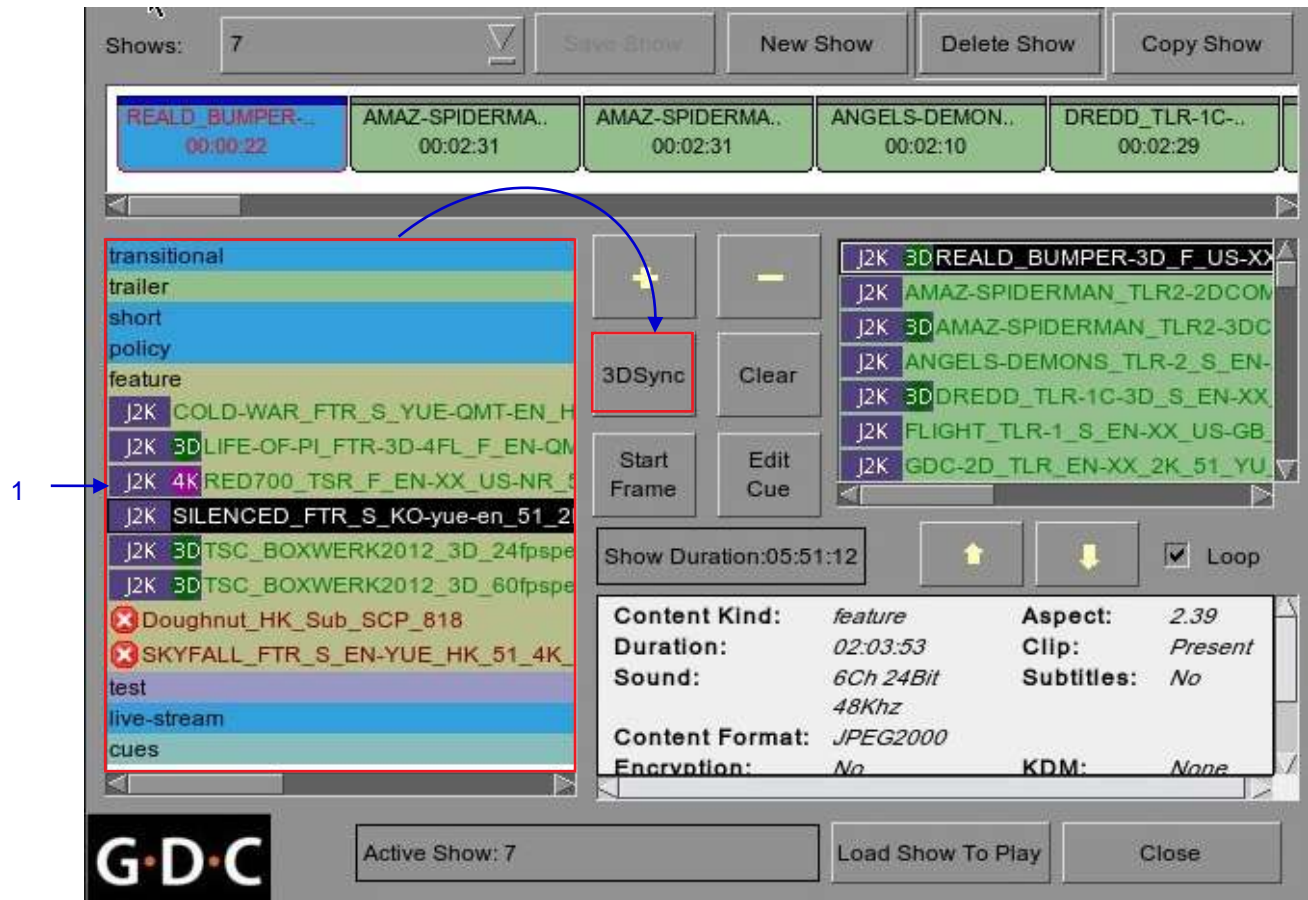 Shows: 7 Save Show New Show Delete Show Copy Show
REALD_BUMPER-.. AMAZ-SPIDERMA.. AMAZ-SPIDERMA.. ANGELS-DEMON.. DREDD_TLR-1C-..
00:00:22 00:02:31 00:02:31 00:02:10 00:02:29
transitional
trailer
short
policy
feature
J2K COLD-WAR_FTR_S_YUE-QMT-EN_H
J2K 3D LIFE-OF-PI_FTR-3D-4FL_F_EN-QM
J2K 4K RED700_TSR_F_EN-XX_US-NR_5
J2K SILENCED_FTR_S_KO-yue-en_51_2
J2K 3D TSC_BOXWERK2012_3D_24fpspe
J2K 3D TSC_BOXWERK2012_3D_60fpspe
Doughnut_HK_Sub_SCP_818
SKYFALL_FTR_S_EN-YUE_HK_51_4K_
test
live-stream
cues
1
+ -
3DSync Clear
Start Frame Edit Cue
J2K 3D REALD_BUMPER-3D_F_US-XX
J2K AMAZ-SPIDERMAN_TLR2-2DCOM
J2K 3D AMAZ-SPIDERMAN_TLR2-3DC
J2K ANGELS-DEMONS_TLR-2_S_EN-
J2K 3D DREDD_TLR-1C-3D_S_EN-XX_
J2K FLIGHT_TLR-1_S_EN-XX_US-GB_
J2K GDC-2D_TLR_EN-XX_2K_51_YU_
Show Duration:05:51:12 Loop
Content Kind: feature Aspect: 2.39
Duration: 02:03:53 Clip: Present
Sound: 6Ch 24Bit 48Khz Subtitles: No
Content Format: JPEG2000
Encryption: No KDM: None
G·D·C Active Show: 7 Load Show To Play Close